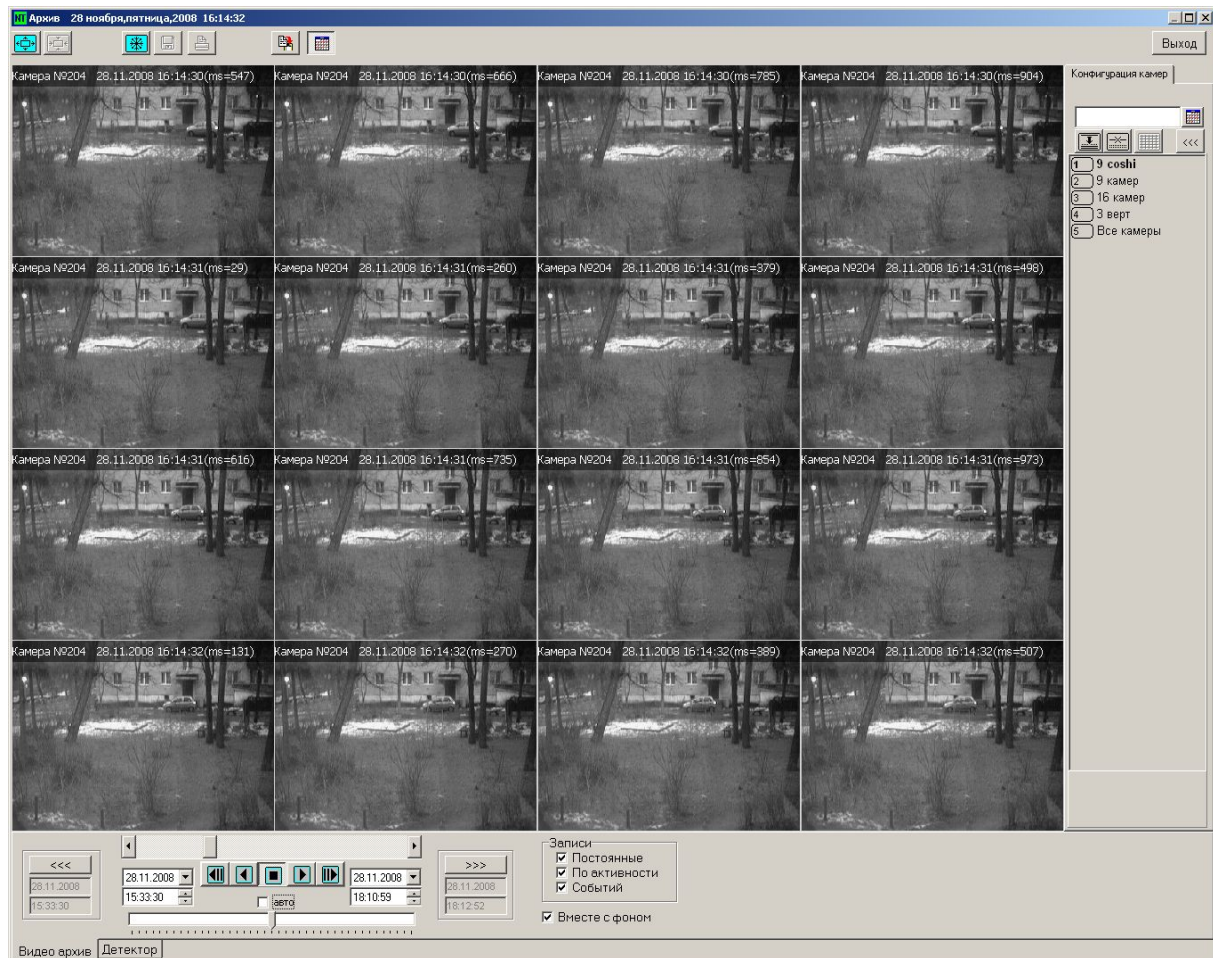 NT Архив 28 ноября,пятница,2008 16:14:32
Выход
Камера №204 28.11.2008 16:14:30(ms=547)
Камера №204 28.11.2008 16:14:30(ms=666)
Камера №204 28.11.2008 16:14:30(ms=785)
Камера №204 28.11.2008 16:14:30(ms=904)
Камера №204 28.11.2008 16:14:31(ms=29)
Камера №204 28.11.2008 16:14:31(ms=260)
Камера №204 28.11.2008 16:14:31(ms=379)
Камера №204 28.11.2008 16:14:31(ms=498)
Камера №204 28.11.2008 16:14:31(ms=616)
Камера №204 28.11.2008 16:14:31(ms=735)
Камера №204 28.11.2008 16:14:31(ms=854)
Камера №204 28.11.2008 16:14:31(ms=973)
Камера №204 28.11.2008 16:14:32(ms=131)
Камера №204 28.11.2008 16:14:32(ms=270)
Камера №204 28.11.2008 16:14:32(ms=389)
Камера №204 28.11.2008 16:14:32(ms=507)
Конфигурация камер
<<<
1 9 coshi
2 9 камер
3 16 камер
4 3 верт
5 Все камеры
<<<
28.11.2008
15:33:30
28.11.2008
15:33:30
авто
28.11.2008
18:10:59
>>>
28.11.2008
18:12:52
Записи
Постоянные
По активности
Событий
Вместе с фоном
Видео архив
Детектор